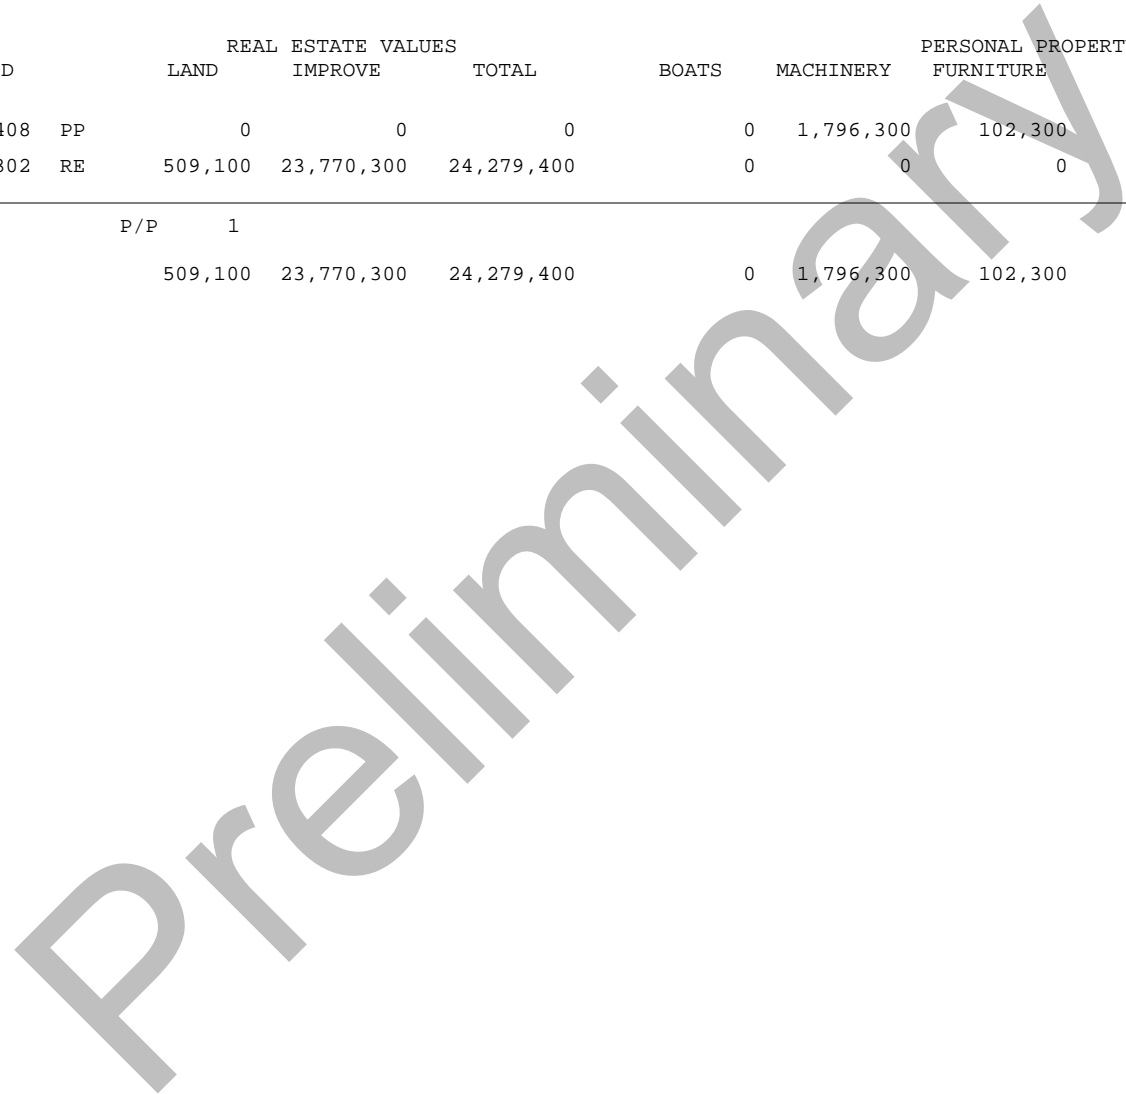 REAL ESTATE VALUES PERSONAL PROPERT
D LAND IMPROVE TOTAL BOATS MACHINERY FURNITURE
408 PP 0 0 0 0 1,796,300 102,300
302 RE 509,100 23,770,300 24,279,400 0 0 0
P/P 1
509,100 23,770,300 24,279,400 0 1,796,300 102,300
Preliminary